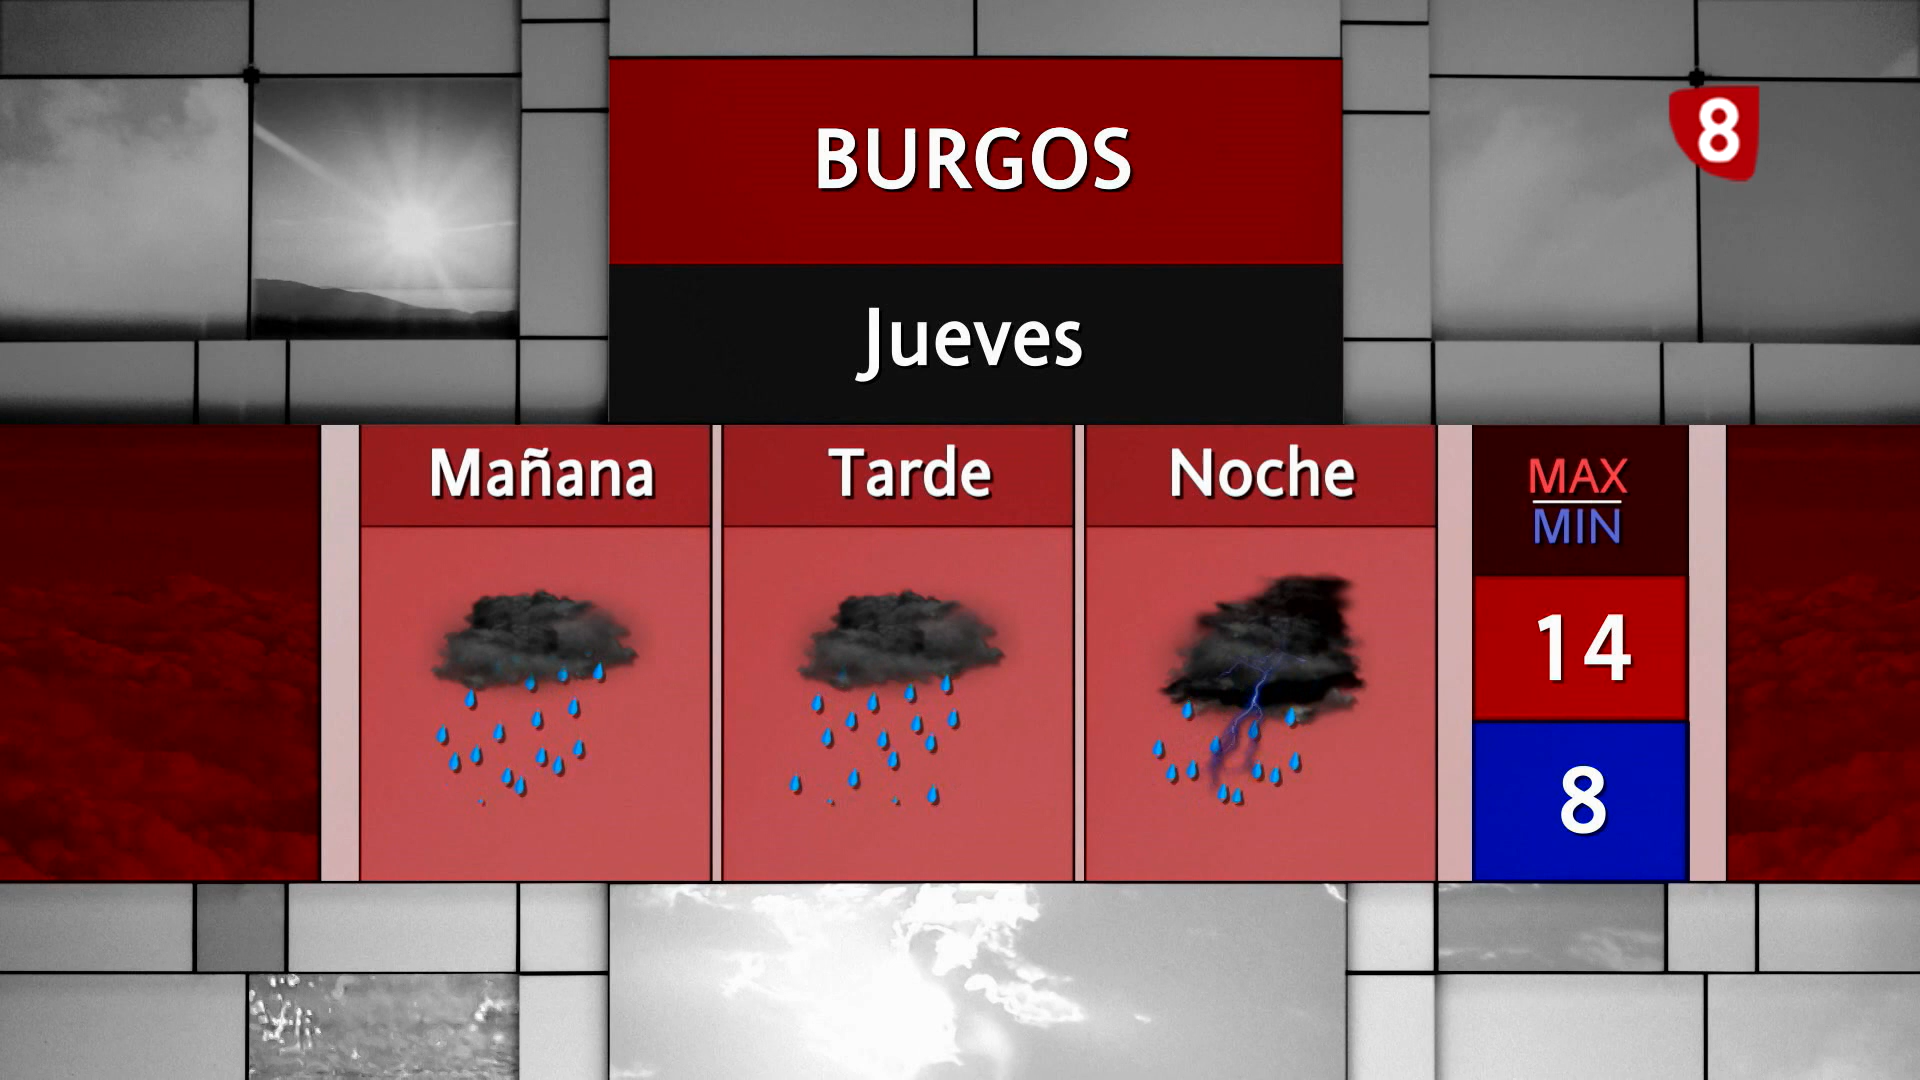 BURGOS
8
Jueves
Mañana
Tarde
Noche
MAX
MIN
14
8